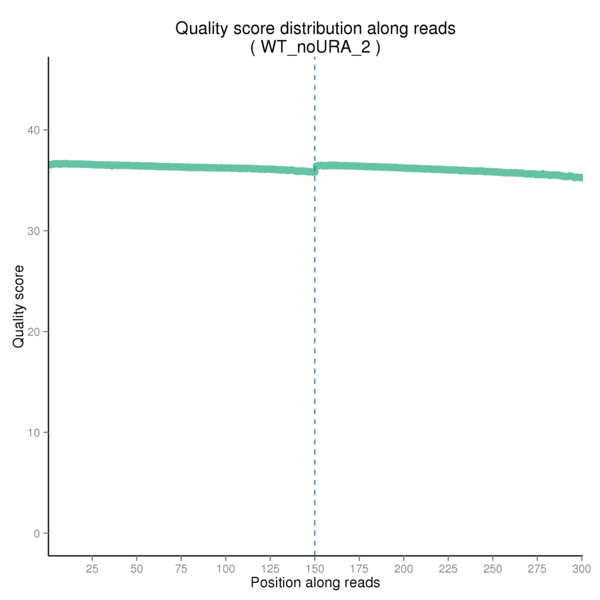 Quality score distribution along reads
( WT_noURA_2 )
Quality score
40
30
20
10
0
25 50 75 100 125 150 175 200 225 250 275 300
Position along reads